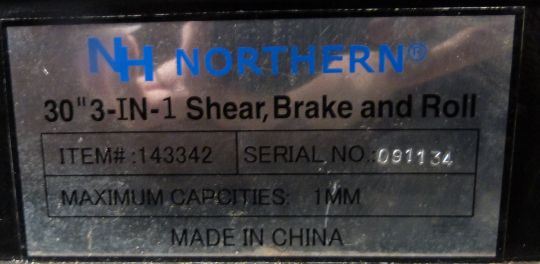 NH NORTHERN®
30"3-IN-1 Shear, Brake and Roll
ITEM# :143342 SERIAL NO.:091134
MAXIMUM CAPCITIES: 1MM
MADE IN CHINA